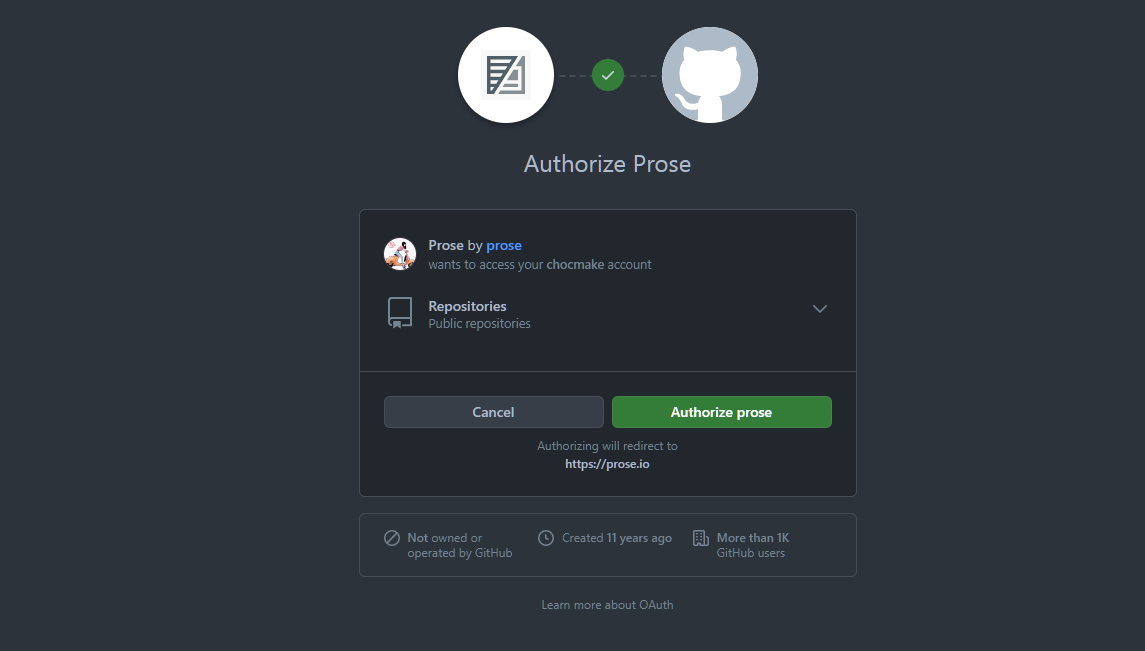 Authorize Prose
Prose by prose
wants to access your chocmake account
Repositories
Public repositories
Cancel
Authorize prose
Authorizing will redirect to
https://prose.io
Not owned or
operated by GitHub
Created 11 years ago
More than 1K
GitHub users
Learn more about OAuth